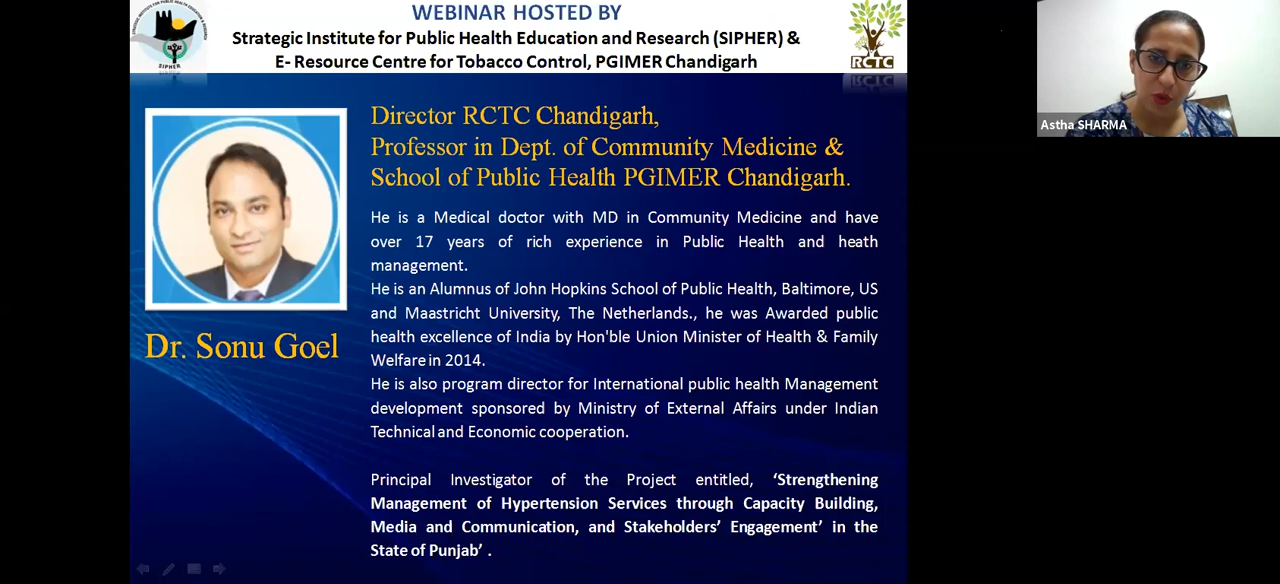 WEBINAR HOSTED BY
Strategic Institute for Public Health Education and Research (SIPHER) &
E- Resource Centre for Tobacco Control, PGIMER Chandigarh
SIPHER
RCTC
Astha SHARMA
Director RCTC Chandigarh,
Professor in Dept. of Community Medicine &
School of Public Health PGIMER Chandigarh.
He is a Medical doctor with MD in Community Medicine and have
over 17 years of rich experience in Public Health and heath
management.
He is an Alumnus of John Hopkins School of Public Health, Baltimore, US
and Maastricht University, The Netherlands., he was Awarded public
health excellence of India by Hon'ble Union Minister of Health & Family
Welfare in 2014.
He is also program director for International public health Management
development sponsored by Ministry of External Affairs under Indian
Technical and Economic cooperation.
Principal Investigator of the Project entitled, ‘Strengthening
Management of Hypertension Services through Capacity Building,
Media and Communication, and Stakeholders’ Engagement’ in the
State of Punjab’ .
Dr. Sonu Goel